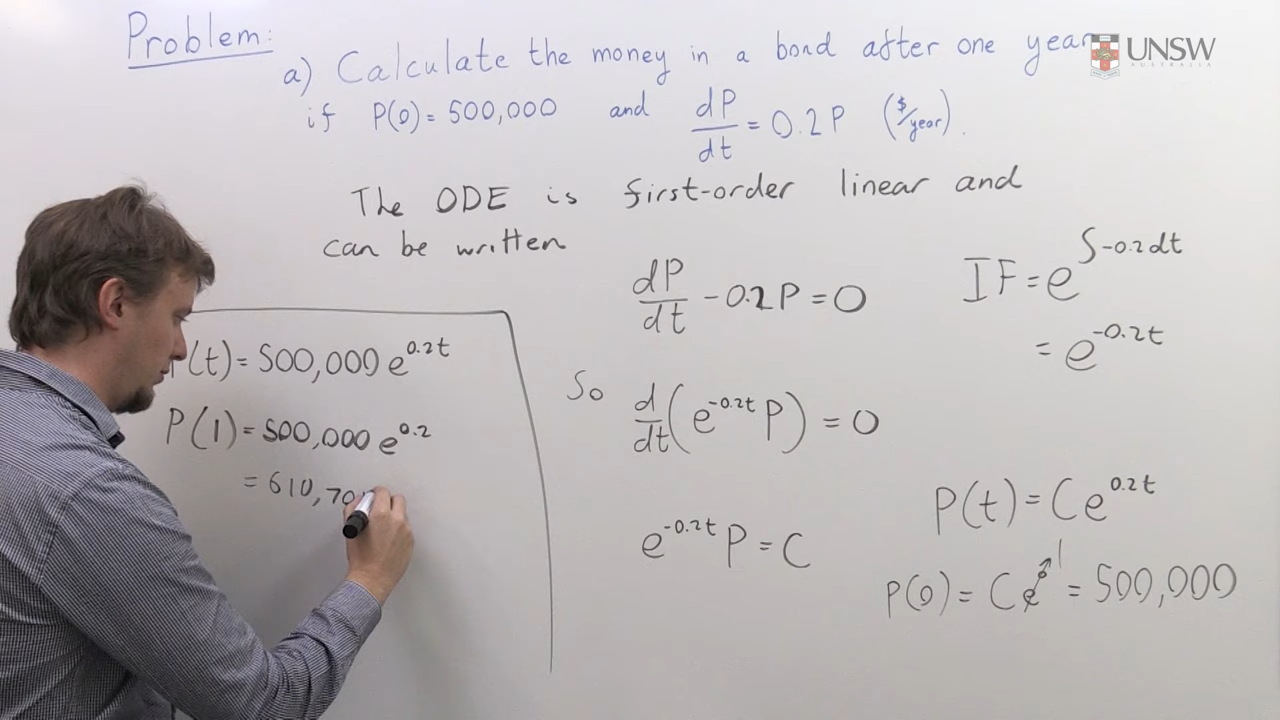 Problem:
a) Calculate the money in a bond after one year
if P(0) = 500,000 and dP/dt = 0.2P ($/year).
UNSW
AUSTRALIA
The ODE is first-order linear and
can be written
dP/dt - 0.2P = 0
IF = e^∫-0.2dt
= e^-0.2t
So d/dt(e^-0.2t P) = 0
e^-0.2t P = C
P(t) = Ce^0.2t
P(0) = Ce^0 1 = 500,000
(t) = 500,000 e^0.2t
P(1) = 500,000 e^0.2
= 610,70